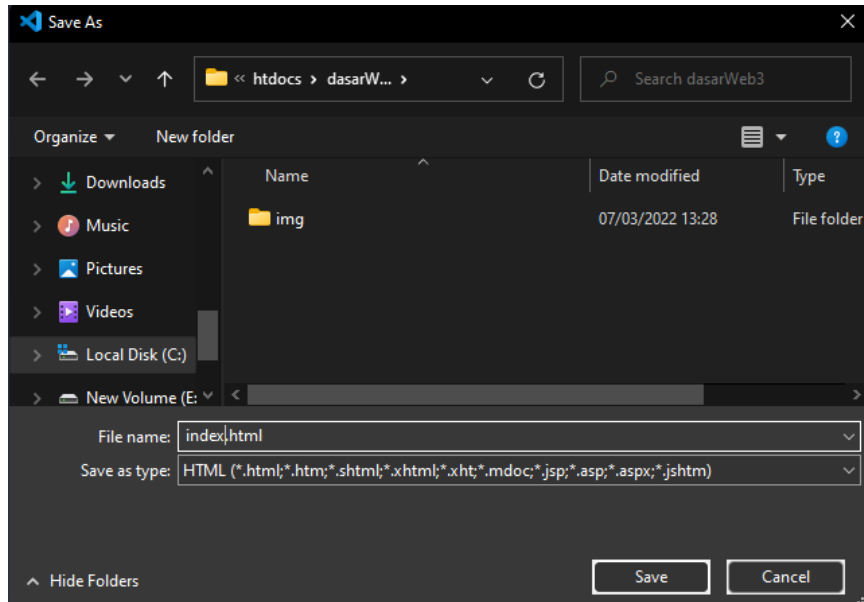 Save As
« htdocs › dasarW... ›
Search dasarWeb3
Organize
New folder
Name
Date modified
Type
Downloads
Music
Pictures
Videos
Local Disk (C:)
New Volume (E:
img
07/03/2022 13:28
File folder
File name: index.html
Save as type: HTML (*.html;*.htm;*.shtml;*.xhtml;*.xht;*.mdoc;*.jsp;*.asp;*.aspx;*.jshtm)
Hide Folders
Save
Cancel